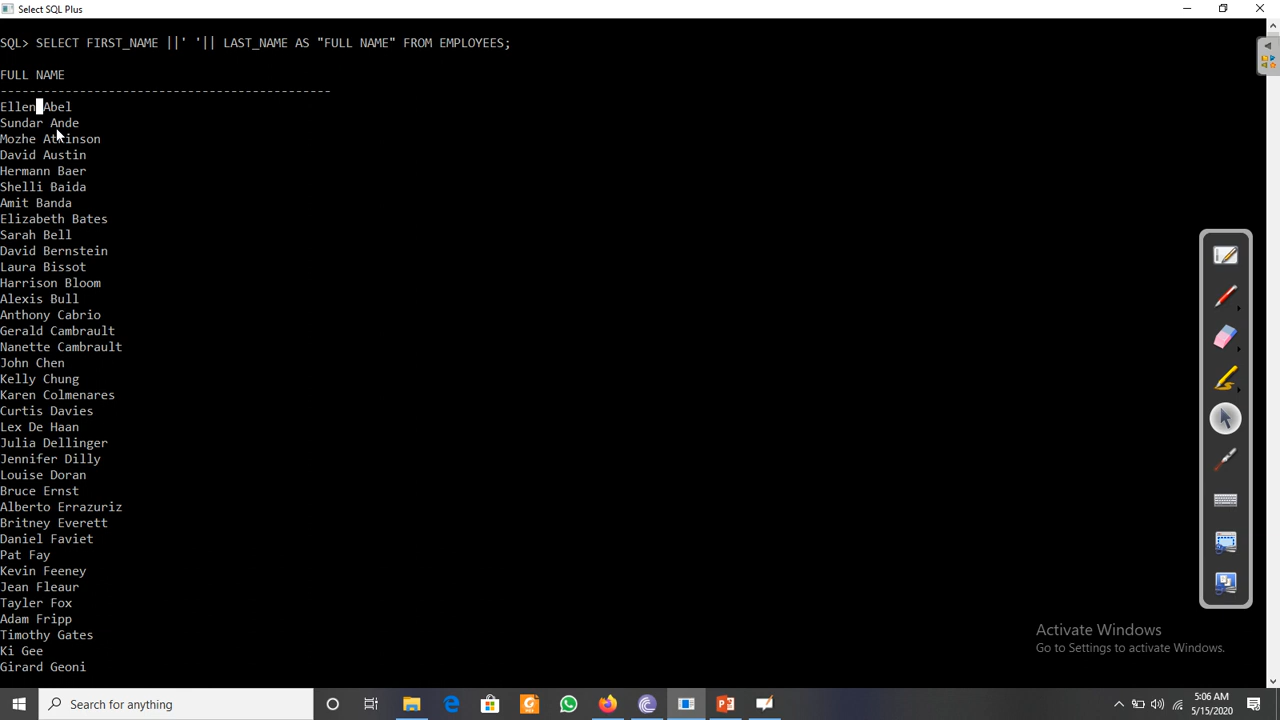 Select SQL Plus
SQL> SELECT FIRST_NAME ||' '|| LAST_NAME AS "FULL NAME" FROM EMPLOYEES;
FULL NAME
----------------------------------------------
Ellen Abel
Sundar Ande
Mozhe Atkinson
David Austin
Hermann Baer
Shelli Baida
Amit Banda
Elizabeth Bates
Sarah Bell
David Bernstein
Laura Bissot
Harrison Bloom
Alexis Bull
Anthony Cabrio
Gerald Cambrault
Nanette Cambrault
John Chen
Kelly Chung
Karen Colmenares
Curtis Davies
Lex De Haan
Julia Dellinger
Jennifer Dilly
Louise Doran
Bruce Ernst
Alberto Errazuriz
Britney Everett
Daniel Faviet
Pat Fay
Kevin Feeney
Jean Fleaur
Tayler Fox
Adam Fripp
Timothy Gates
Ki Gee
Girard Geoni
Activate Windows
Go to Settings to activate Windows.
Search for anything
5:06 AM
5/15/2020